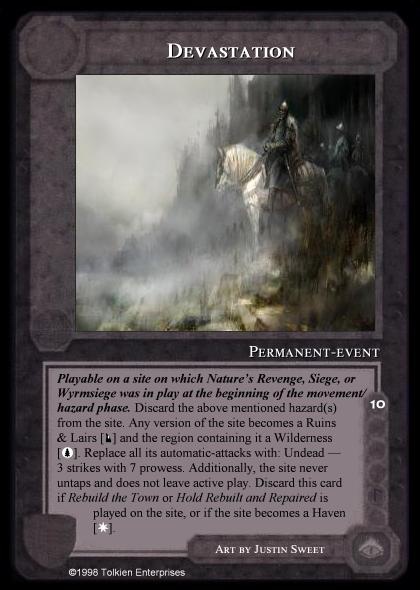 DEVASTATION
PERMANENT-EVENT
Playable on a site on which Nature's Revenge, Siege, or
Wyrmsiege was in play at the beginning of the movement/
hazard phase. Discard the above mentioned hazard(s)
from the site. Any version of the site becomes a Ruins
& Lairs [] and the region containing it a Wilderness
[]. Replace all its automatic-attacks with: Undead —
3 strikes with 7 prowess. Additionally, the site never
untaps and does not leave active play. Discard this card
if Rebuild the Town or Hold Rebuilt and Repaired is
played on the site, or if the site becomes a Haven
[].
10
ART BY JUSTIN SWEET
©1998 Tolkien Enterprises